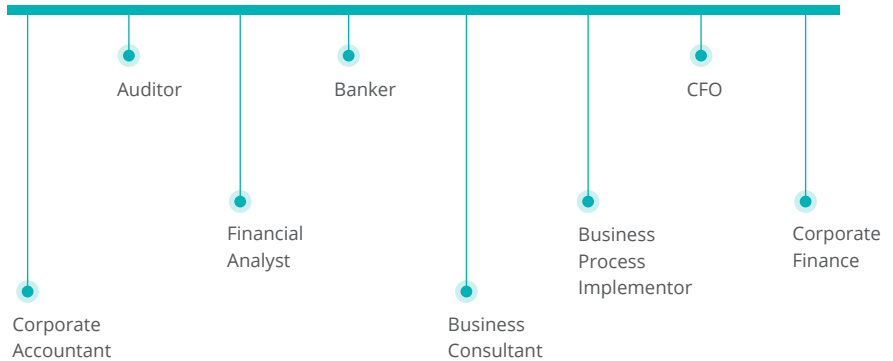 Auditor
Banker
CFO
Financial
Analyst
Business
Process
Implementor
Corporate
Finance
Corporate
Accountant
Business
Consultant